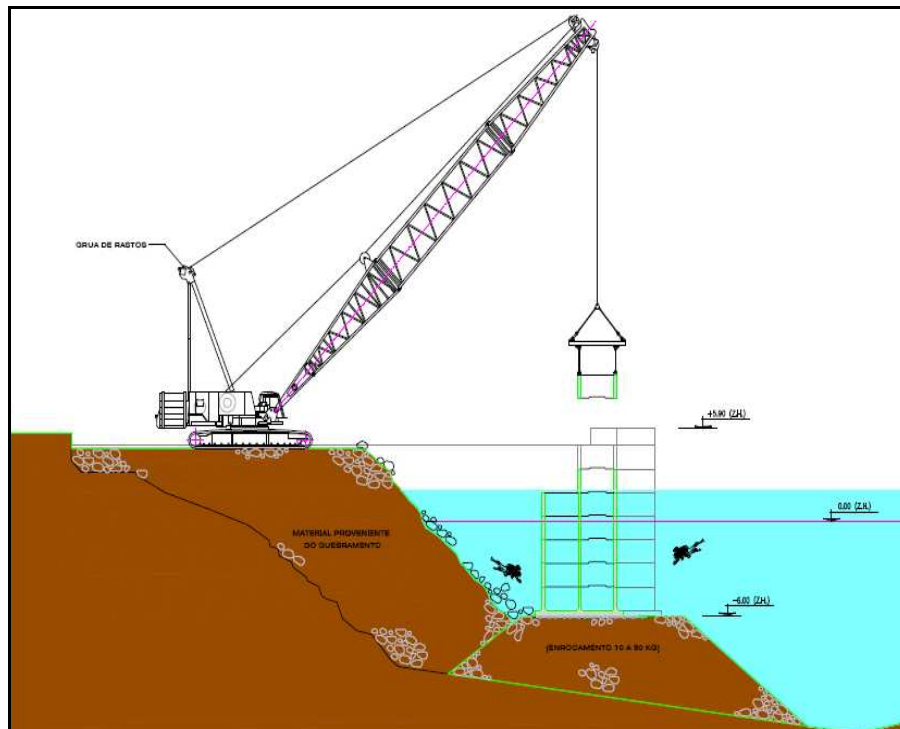 GRUA DE RASTOS
+5.90 (Z.H.)
0.00 (Z.H.)
MATERIAL PROVENIENTE
DO QUEBRAMENTO
-6.00 (Z.H.)
(ENROCAMENTO 10 A 50 KG)